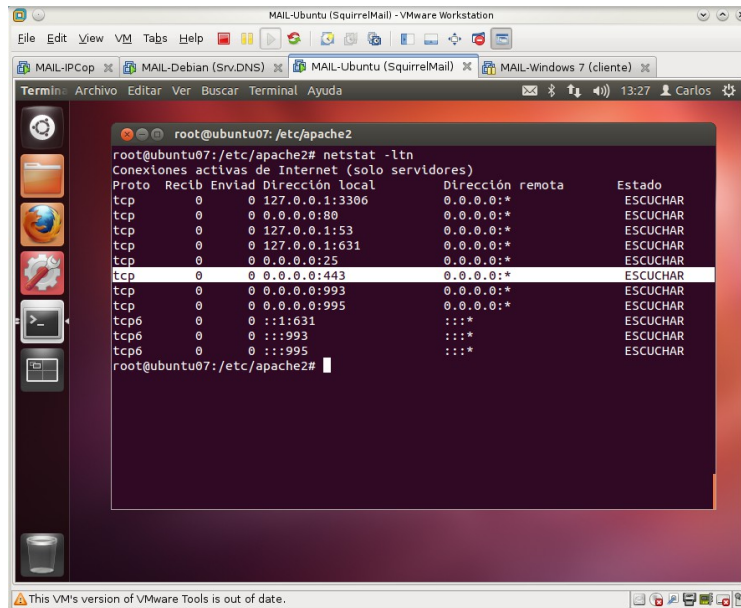 MAIL-Ubuntu (SquirrelMail) - VMware Workstation
File Edit View VM Tabs Help
MAIL-IPCop MAIL-Debian (Srv.DNS) MAIL-Ubuntu (SquirrelMail) MAIL-Windows 7 (cliente)
Termina Archivo Editar Ver Buscar Terminal Ayuda 13:27 Carlos
root@ubuntu07: /etc/apache2
root@ubuntu07:/etc/apache2# netstat -ltn
Conexiones activas de Internet (solo servidores)
Proto Recib Enviad Dirección local Dirección remota Estado
tcp 0 0 127.0.0.1:3306 0.0.0.0:* ESCUCHAR
tcp 0 0 0.0.0.0:80 0.0.0.0:* ESCUCHAR
tcp 0 0 127.0.0.1:53 0.0.0.0:* ESCUCHAR
tcp 0 0 127.0.0.1:631 0.0.0.0:* ESCUCHAR
tcp 0 0 0.0.0.0:25 0.0.0.0:* ESCUCHAR
tcp 0 0 0.0.0.0:443 0.0.0.0:* ESCUCHAR
tcp 0 0 0.0.0.0:993 0.0.0.0:* ESCUCHAR
tcp 0 0 0.0.0.0:995 0.0.0.0:* ESCUCHAR
tcp6 0 0 ::1:631 :::* ESCUCHAR
tcp6 0 0 :::993 :::* ESCUCHAR
tcp6 0 0 :::995 :::* ESCUCHAR
root@ubuntu07:/etc/apache2#
This VM's version of VMware Tools is out of date.